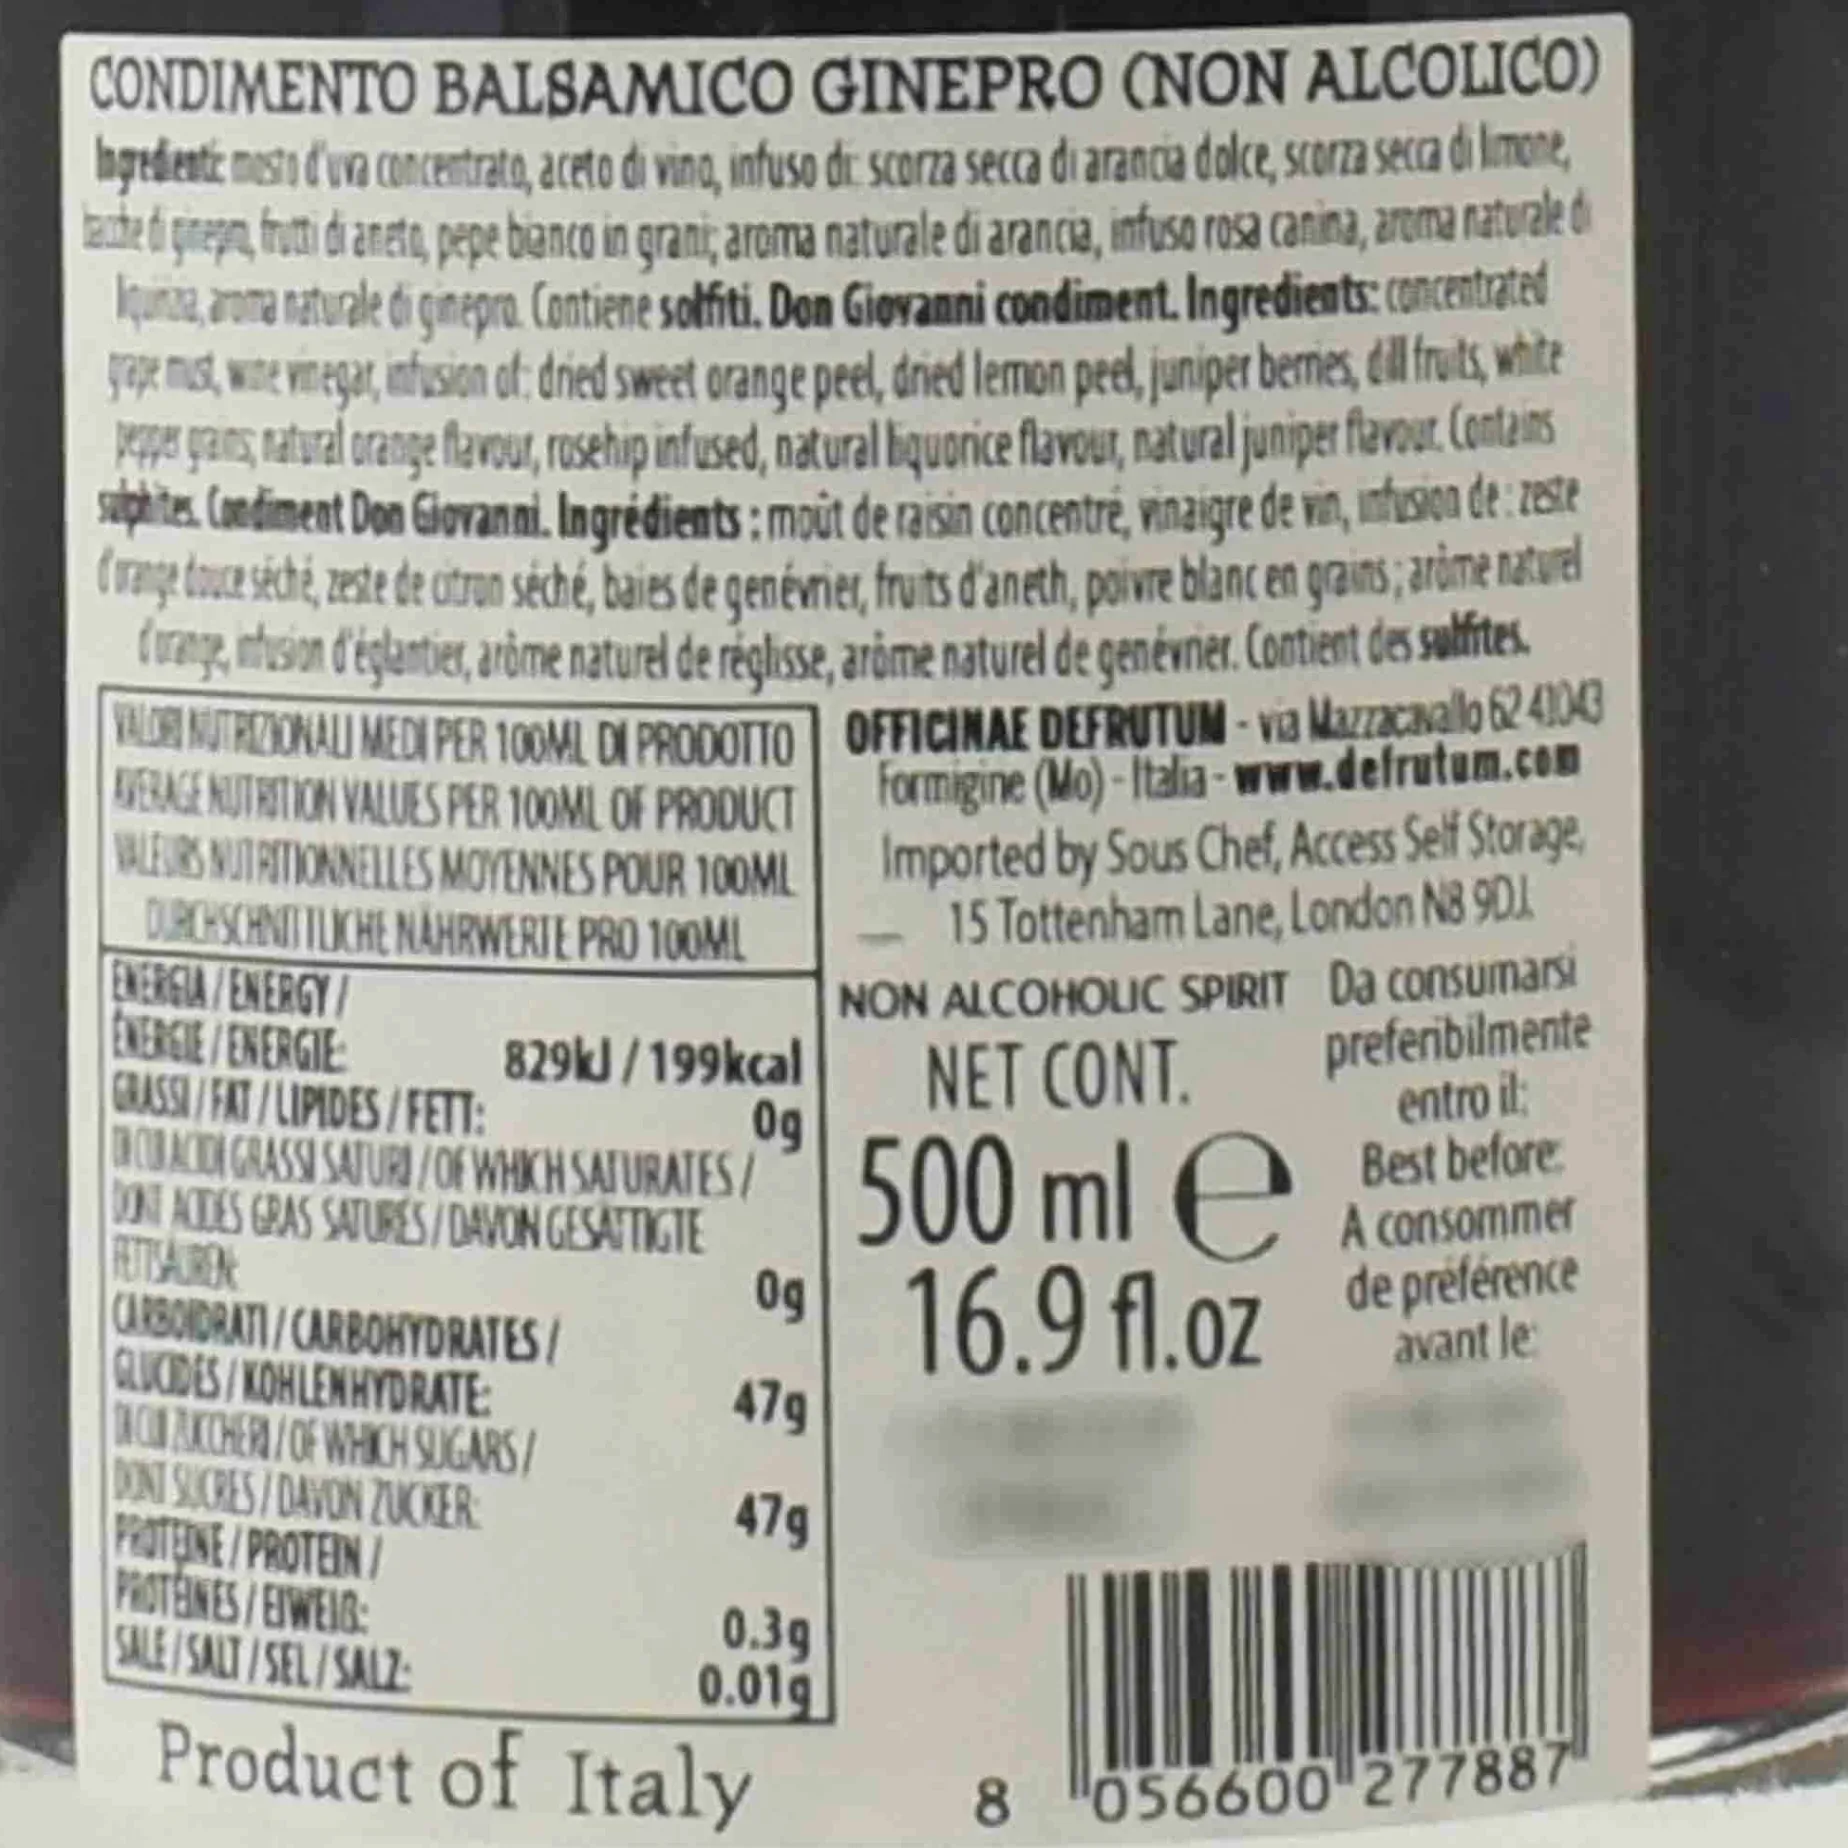 CONDIMENTO BALSAMICO GINEPRO (NON ALCOLICO)
Ingredienti: mosto d'uva concentrato, aceto di vino, infuso di: scorza secca di arancia dolce, scorza secca di limone,
bacche di ginepro, frutti di aneto, pepe bianco in grani; aroma naturale di arancia, infuso rosa canina, aroma naturale di
liquirizia, aroma naturale di ginepro. Contiene solfiti. Don Giovanni condiment. Ingredients: concentrated
grape must, wine vinegar, infusion of: dried sweet orange peel, dried lemon peel, juniper berries, dill fruits, white
pepper grains; natural orange flavour, rosehip infused, natural liquorice flavour, natural juniper flavour. Contains
sulphites. Condiment Don Giovanni. Ingrédients : moût de raisin concentré, vinaigre de vin, infusion de : zeste
d'orange douce séché, zeste de citron séché, baies de genévrier, fruits d'aneth, poivre blanc en grains ; arôme naturel
d'orange, infusion d'églantier, arôme naturel de réglisse, arôme naturel de genévrier. Contient des sulfites.
VALORI NUTRIZIONALI MEDI PER 100ML DI PRODOTTO
AVERAGE NUTRITION VALUES PER 100ML OF PRODUCT
VALEURS NUTRITIONNELLES MOYENNES POUR 100ML
DURCHSCHNITTLICHE NÄHRWERTE PRO 100ML
ENERGIA / ENERGY /
ÉNERGIE / ENERGIE: 829kJ / 199kcal
GRASSI / FAT / LIPIDES / FETT: 0g
DI CUI ACIDI GRASSI SATURI / OF WHICH SATURATES /
DONT ACIDES GRAS SATURÉS / DAVON GESÄTTIGTE
FETTSÄUREN: 0g
CARBOIDRATI / CARBOHYDRATES /
GLUCIDES / KOHLENHYDRATE: 47g
DI CUI ZUCCHERI / OF WHICH SUGARS /
DONT SUCRES / DAVON ZUCKER: 47g
PROTEINE / PROTEIN /
PROTÉINES / EIWEIß: 0.3g
SALE / SALT / SEL / SALZ: 0.01g
Product of Italy
OFFICINAE DEFRUTUM - via Mazzacavallo 62 41043
Formigine (Mo) - Italia - www.defrutum.com
Imported by Sous Chef, Access Self Storage,
15 Tottenham Lane, London N8 9DJ.
NON ALCOHOLIC SPIRIT
NET CONT.
500 ml e
16.9 fl.oz
Da consumarsi
preferibilmente
entro il:
Best before:
A consommer
de préférence
avant le:
8 056600 277887